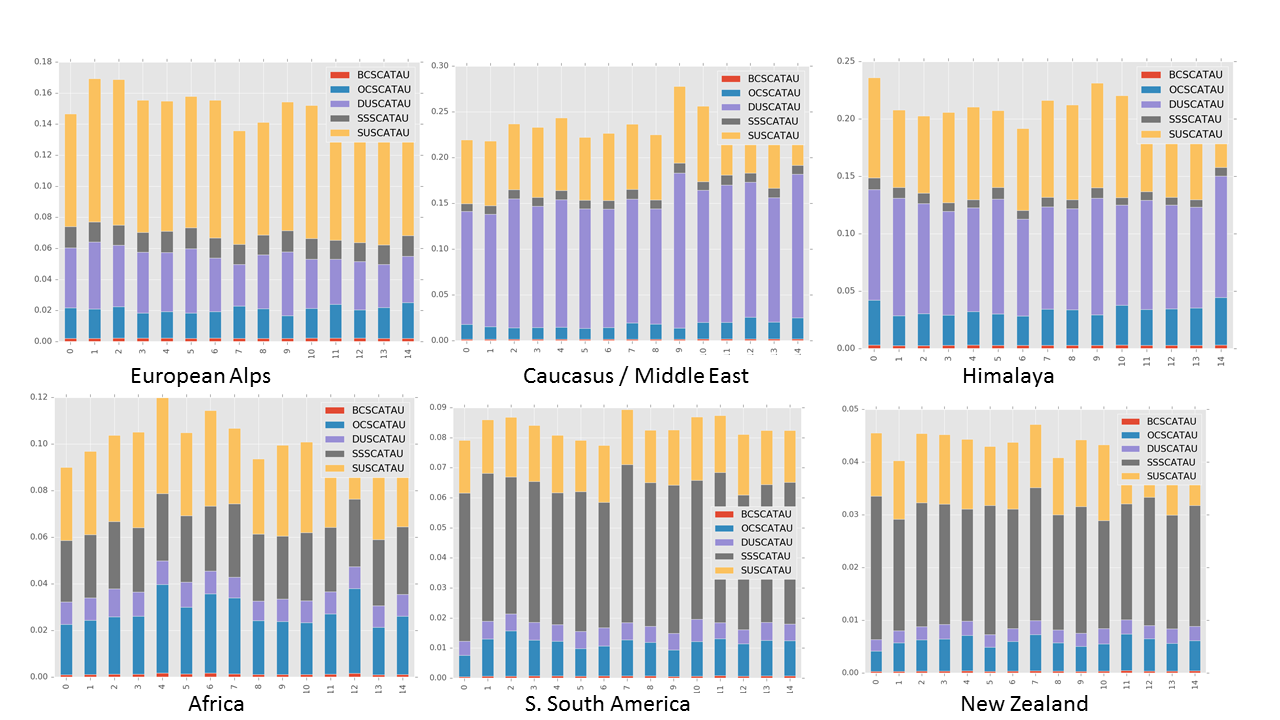 0.18
0.16
0.14
0.12
0.10
0.08
0.06
0.04
0.02
0.00
BCSCATAU
OCSCATAU
DUSCATAU
SSSCATAU
SUSCATAU
0 1 2 3 4 5 6 7 8 9 10 11 12 13 14
European Alps
0.30
0.25
0.20
0.15
0.10
0.05
0.00
BCSCATAU
OCSCATAU
DUSCATAU
SSSCATAU
SUSCATAU
0 1 2 3 4 5 6 7 8 9 .0 .1 .2 .3 .4
Caucasus / Middle East
0.25
0.20
0.15
0.10
0.05
0.00
BCSCATAU
OCSCATAU
DUSCATAU
SSSCATAU
SUSCATAU
0 1 2 3 4 5 6 7 8 9 10 11 12 13 14
Himalaya
0.12
0.10
0.08
0.06
0.04
0.02
0.00
BCSCATAU
OCSCATAU
DUSCATAU
SSSCATAU
SUSCATAU
0 1 2 3 4 5 6 7 8 9 10 11 12 13 14
Africa
0.09
0.08
0.07
0.06
0.05
0.04
0.03
0.02
0.01
0.00
BCSCATAU
OCSCATAU
DUSCATAU
SSSCATAU
SUSCATAU
0 1 2 3 4 5 6 7 8 9 10 11 12 13 14
S. South America
0.05
0.04
0.03
0.02
0.01
0.00
BCSCATAU
OCSCATAU
DUSCATAU
SSSCATAU
SUSCATAU
0 1 2 3 4 5 6 7 8 9 10 11 12 13 14
New Zealand